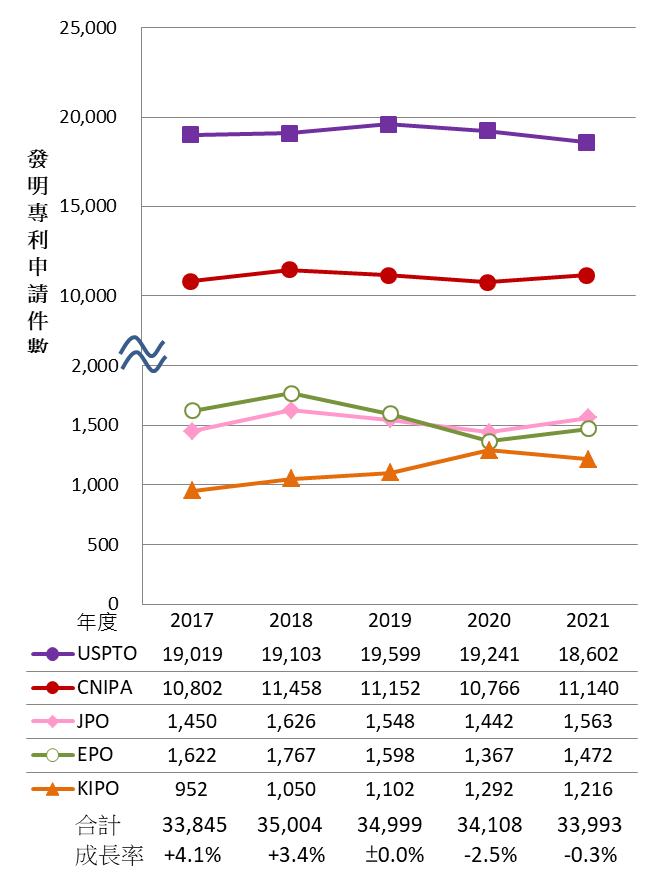 25,000
20,000
15,000
10,000
2,000
1,500
1,000
500
0
發明專利申請件數
年度 2017 2018 2019 2020 2021
USPTO 19,019 19,103 19,599 19,241 18,602
CNIPA 10,802 11,458 11,152 10,766 11,140
JPO 1,450 1,626 1,548 1,442 1,563
EPO 1,622 1,767 1,598 1,367 1,472
KIPO 952 1,050 1,102 1,292 1,216
合計 33,845 35,004 34,999 34,108 33,993
成長率 +4.1% +3.4% ±0.0% -2.5% -0.3%